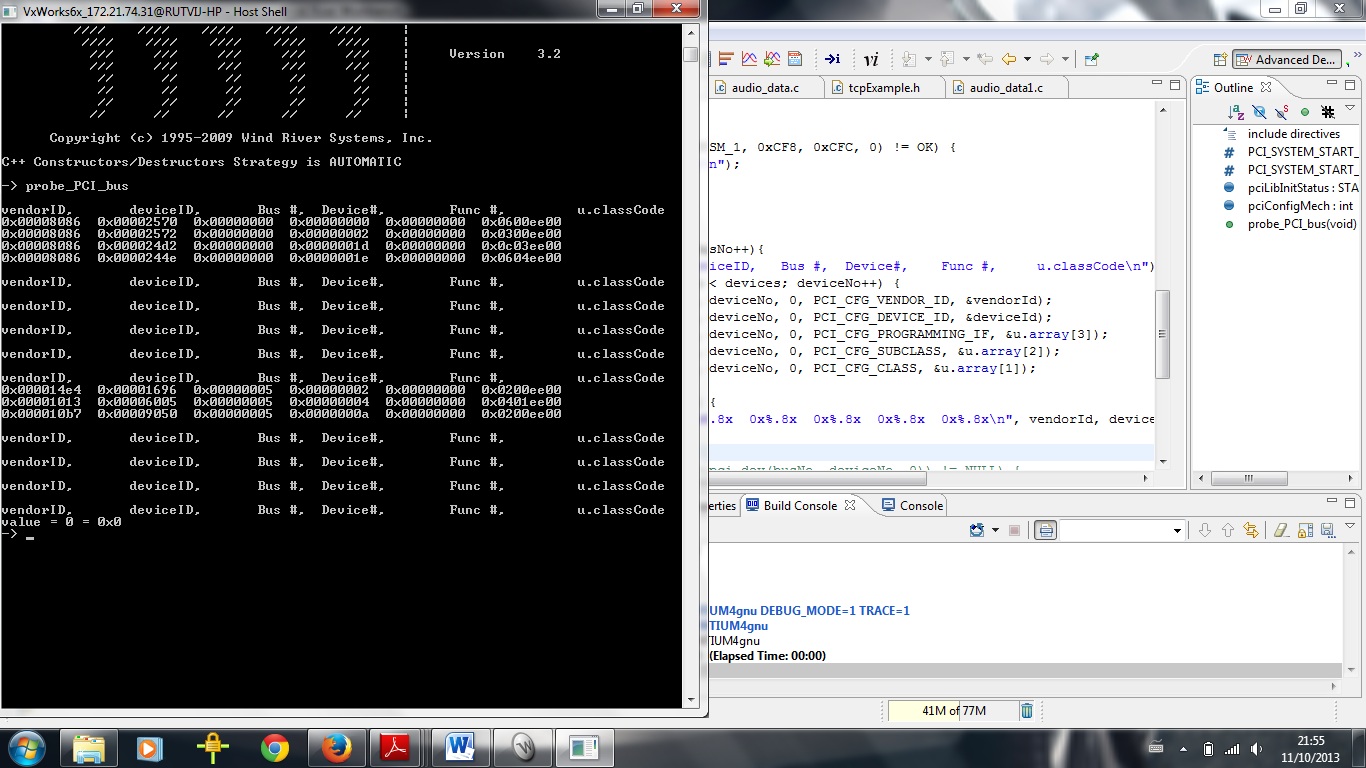 VxWorks6x_172.21.74.31@RUTVIJ-HP - Host Shell
Version 3.2
Copyright (c) 1995-2009 Wind River Systems, Inc.
C++ Constructors/Destructors Strategy is AUTOMATIC
-> probe_PCI_bus
vendorID, deviceID, Bus #, Device#, Func #, u.classCode
0x00008086 0x00002570 0x00000000 0x00000000 0x00000000 0x0600ee00
0x00008086 0x00002572 0x00000000 0x00000002 0x00000000 0x0300ee00
0x00008086 0x000024d2 0x00000000 0x0000001d 0x00000000 0x0c03ee00
0x00008086 0x0000244e 0x00000000 0x0000001e 0x00000000 0x0604ee00
vendorID, deviceID, Bus #, Device#, Func #, u.classCode
vendorID, deviceID, Bus #, Device#, Func #, u.classCode
vendorID, deviceID, Bus #, Device#, Func #, u.classCode
vendorID, deviceID, Bus #, Device#, Func #, u.classCode
vendorID, deviceID, Bus #, Device#, Func #, u.classCode
0x000014e4 0x00001696 0x00000005 0x00000002 0x00000000 0x0200ee00
0x00001013 0x00006005 0x00000005 0x00000004 0x00000000 0x0401ee00
0x000010b7 0x00009050 0x00000005 0x0000000a 0x00000000 0x0200ee00
vendorID, deviceID, Bus #, Device#, Func #, u.classCode
vendorID, deviceID, Bus #, Device#, Func #, u.classCode
vendorID, deviceID, Bus #, Device#, Func #, u.classCode
vendorID, deviceID, Bus #, Device#, Func #, u.classCode
value = 0 = 0x0
-> _
vi
Advanced De...
audio_data.c tcpExample.h audio_data1.c
SM_1, 0xCF8, 0xCFC, 0) != OK) {
n");
sNo++){
iceID, Bus #, Device#, Func #, u.classCode\n")
< devices; deviceNo++) {
deviceNo, 0, PCI_CFG_VENDOR_ID, &vendorId);
deviceNo, 0, PCI_CFG_DEVICE_ID, &deviceId);
deviceNo, 0, PCI_CFG_PROGRAMMING_IF, &u.array[3]);
deviceNo, 0, PCI_CFG_SUBCLASS, &u.array[2]);
deviceNo, 0, PCI_CFG_CLASS, &u.array[1]);
{
.8x 0x%.8x 0x%.8x 0x%.8x 0x%.8x\n", vendorId, device
pci_dev(busNo, deviceNo, 0)) != NULL) {
Outline
include directives
PCI_SYSTEM_START_
PCI_SYSTEM_START_
pciLibInitStatus : STA
pciConfigMech : int
probe_PCI_bus(void)
erties Build Console Console
UM4gnu DEBUG_MODE=1 TRACE=1
TIUM4gnu
TIUM4gnu
(Elapsed Time: 00:00)
41M of 77M
21:55
11/10/2013